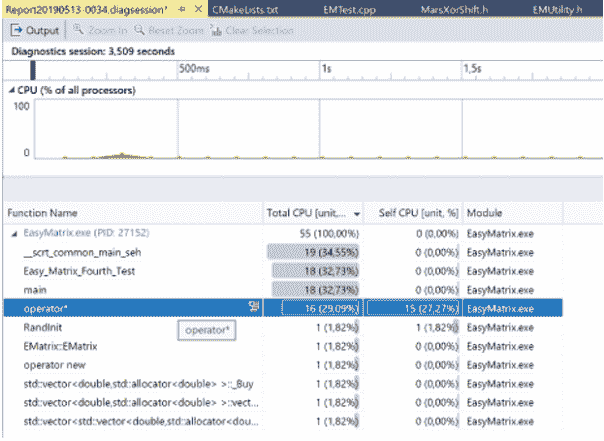 Report20190513-0034.diagsession* CMakeLists.txt EMTest.cpp MarsXorShift.h EMUtility.h
Output Zoom In Reset Zoom Clear Selection
Diagnostics session: 3,509 seconds
500ms 1s 1,5s
CPU (% of all processors)
100
0
Function Name Total CPU [unit,... Self CPU [unit, %] Module
EasyMatrix.exe (PID: 27152) 55 (100,00%) 0 (0,00%) EasyMatrix.exe
__scrt_common_main_seh 19 (34,55%) 0 (0,00%) EasyMatrix.exe
Easy_Matrix_Fourth_Test 18 (32,73%) 0 (0,00%) EasyMatrix.exe
main 18 (32,73%) 0 (0,00%) EasyMatrix.exe
operator* 16 (29,09%) 15 (27,27%) EasyMatrix.exe
RandInit 1 (1,82%) 1 (1,82%) EasyMatrix.exe
operator*
EMatrix::EMatrix 1 (1,82%) 0 (0,00%) EasyMatrix.exe
operator new 1 (1,82%) 0 (0,00%) EasyMatrix.exe
std::vector<double,std::allocator<double> >::_Buy 1 (1,82%) 0 (0,00%) EasyMatrix.exe
std::vector<double,std::allocator<double> >::vect... 1 (1,82%) 0 (0,00%) EasyMatrix.exe
std::vector<std::vector<double,std::allocator<dou... 1 (1,82%) 0 (0,00%) EasyMatrix.exe